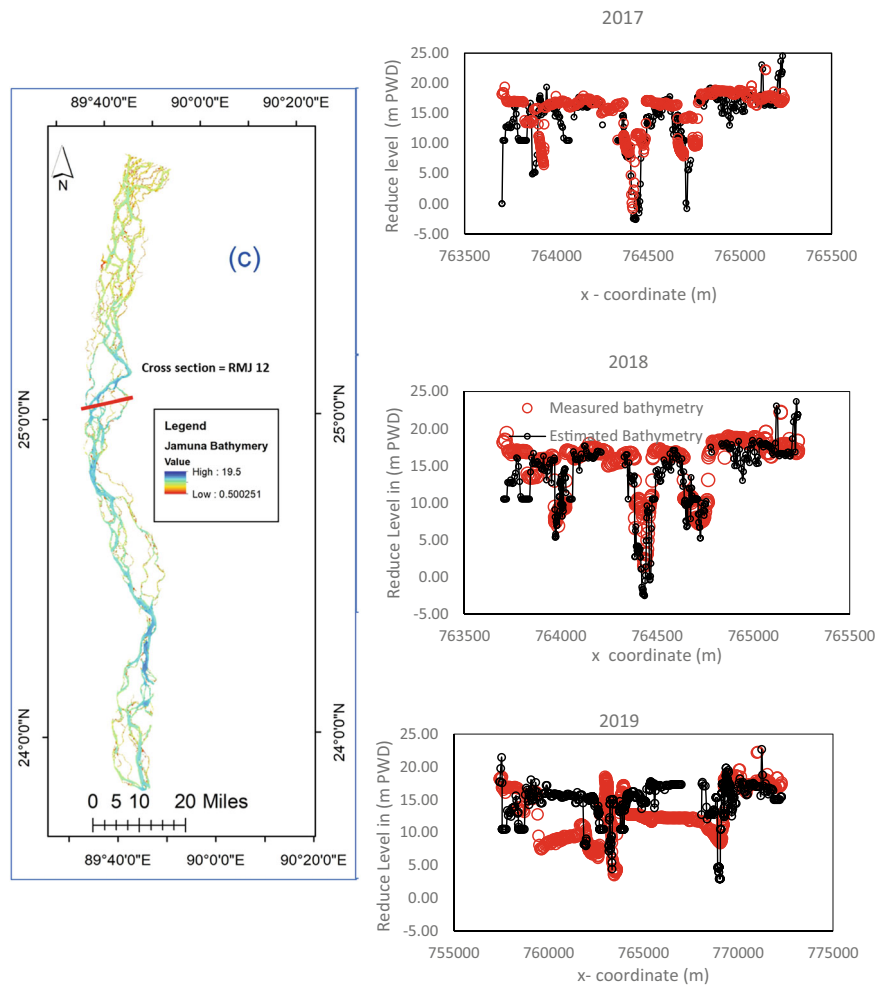 89°40'0"E 90°0'0"E 90°20'0"E
N
(c)
Cross section = RMJ 12
25°0'0"N
25°0'0"N
Legend
Jamuna Bathymery
Value
High : 19.5
Low : 0.500251
24°0'0"N
24°0'0"N
0 5 10 20 Miles
89°40'0"E 90°0'0"E 90°20'0"E
2017
Reduce level (m PWD)
25.00
20.00
15.00
10.00
5.00
0.00
-5.00
763500 764000 764500 765000 765500
x - coordinate (m)
2018
Reduce Level in (m PWD)
25.00
20.00
15.00
10.00
5.00
0.00
-5.00
Measured bathymetry
Estimated Bathymetry
763500 764000 764500 765000 765500
x coordinate (m)
2019
Reduce Level in (m PWD)
25.00
20.00
15.00
10.00
5.00
0.00
-5.00
755000 760000 765000 770000 775000
x- coordinate (m)